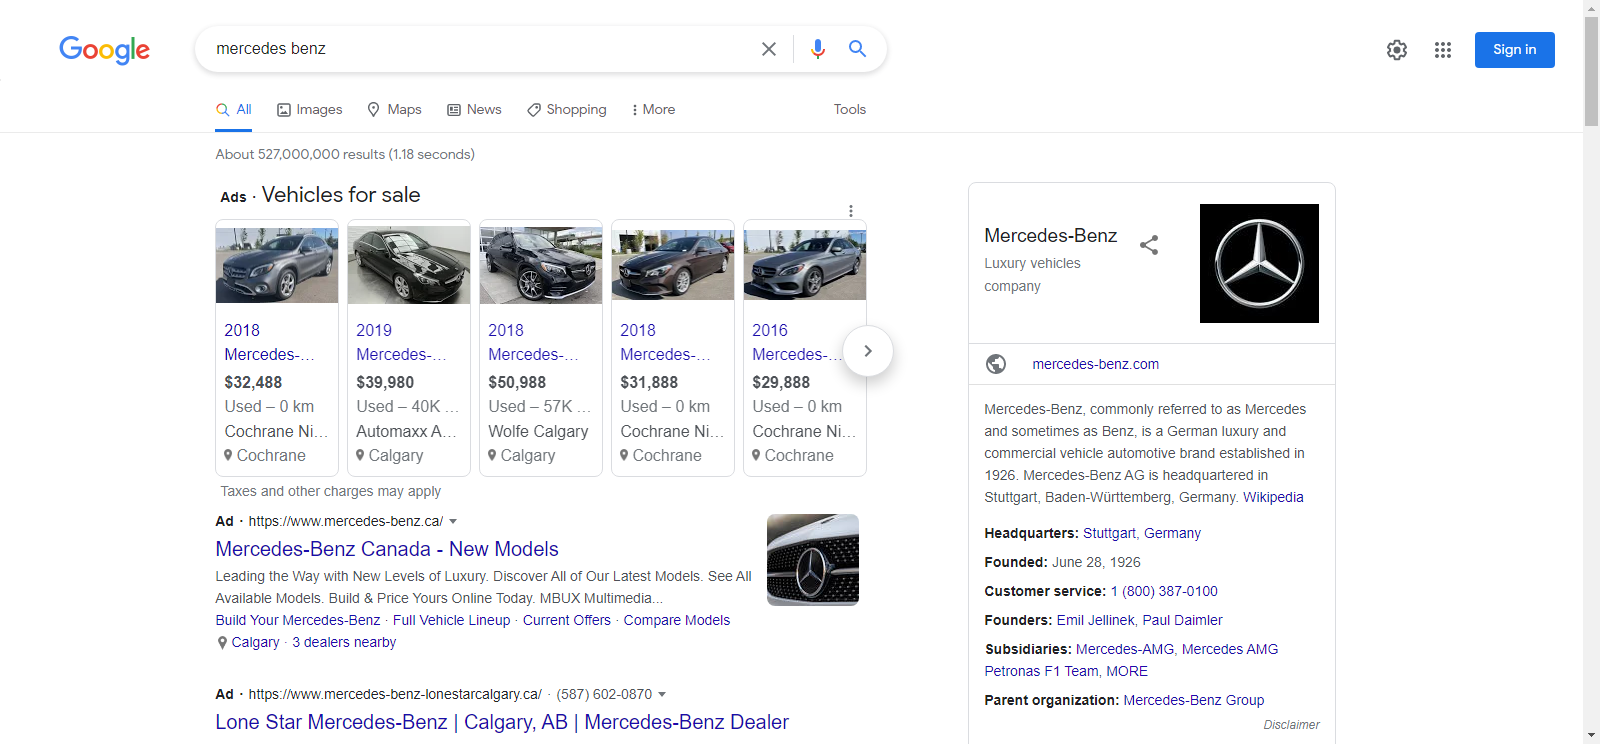 Google
mercedes benz
Sign in
All
Images
Maps
News
Shopping
More
Tools
About 527,000,000 results (1.18 seconds)
Ads · Vehicles for sale
2018
Mercedes-...
$32,488
Used – 0 km
Cochrane Ni...
Cochrane
2019
Mercedes-...
$39,980
Used – 40K ...
Automaxx A...
Calgary
2018
Mercedes-...
$50,988
Used – 57K ...
Wolfe Calgary
Calgary
2018
Mercedes-...
$31,888
Used – 0 km
Cochrane Ni...
Cochrane
2016
Mercedes-...
$29,888
Used – 0 km
Cochrane Ni...
Cochrane
Taxes and other charges may apply
Ad · https://www.mercedes-benz.ca/
Mercedes-Benz Canada - New Models
Leading the Way with New Levels of Luxury. Discover All of Our Latest Models. See All
Available Models. Build & Price Yours Online Today. MBUX Multimedia...
Build Your Mercedes-Benz · Full Vehicle Lineup · Current Offers · Compare Models
Calgary · 3 dealers nearby
Ad · https://www.mercedes-benz-lonestarcalgary.ca/ · (587) 602-0870
Lone Star Mercedes-Benz | Calgary, AB | Mercedes-Benz Dealer
Mercedes-Benz
Luxury vehicles
company
mercedes-benz.com
Mercedes-Benz, commonly referred to as Mercedes
and sometimes as Benz, is a German luxury and
commercial vehicle automotive brand established in
1926. Mercedes-Benz AG is headquartered in
Stuttgart, Baden-Württemberg, Germany. Wikipedia
Headquarters: Stuttgart, Germany
Founded: June 28, 1926
Customer service: 1 (800) 387-0100
Founders: Emil Jellinek, Paul Daimler
Subsidiaries: Mercedes-AMG, Mercedes AMG
Petronas F1 Team, MORE
Parent organization: Mercedes-Benz Group
Disclaimer